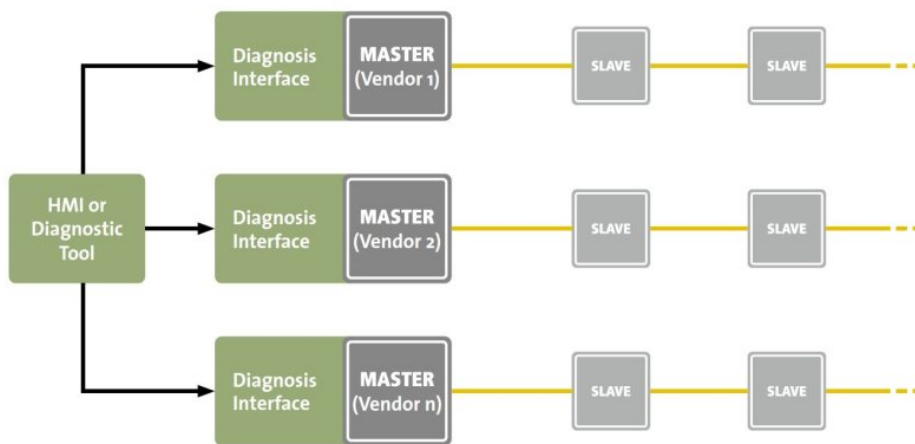 Diagnosis
Interface
MASTER
(Vendor 1)
SLAVE
SLAVE
HMI or
Diagnostic
Tool
Diagnosis
Interface
MASTER
(Vendor 2)
SLAVE
SLAVE
Diagnosis
Interface
MASTER
(Vendor n)
SLAVE
SLAVE